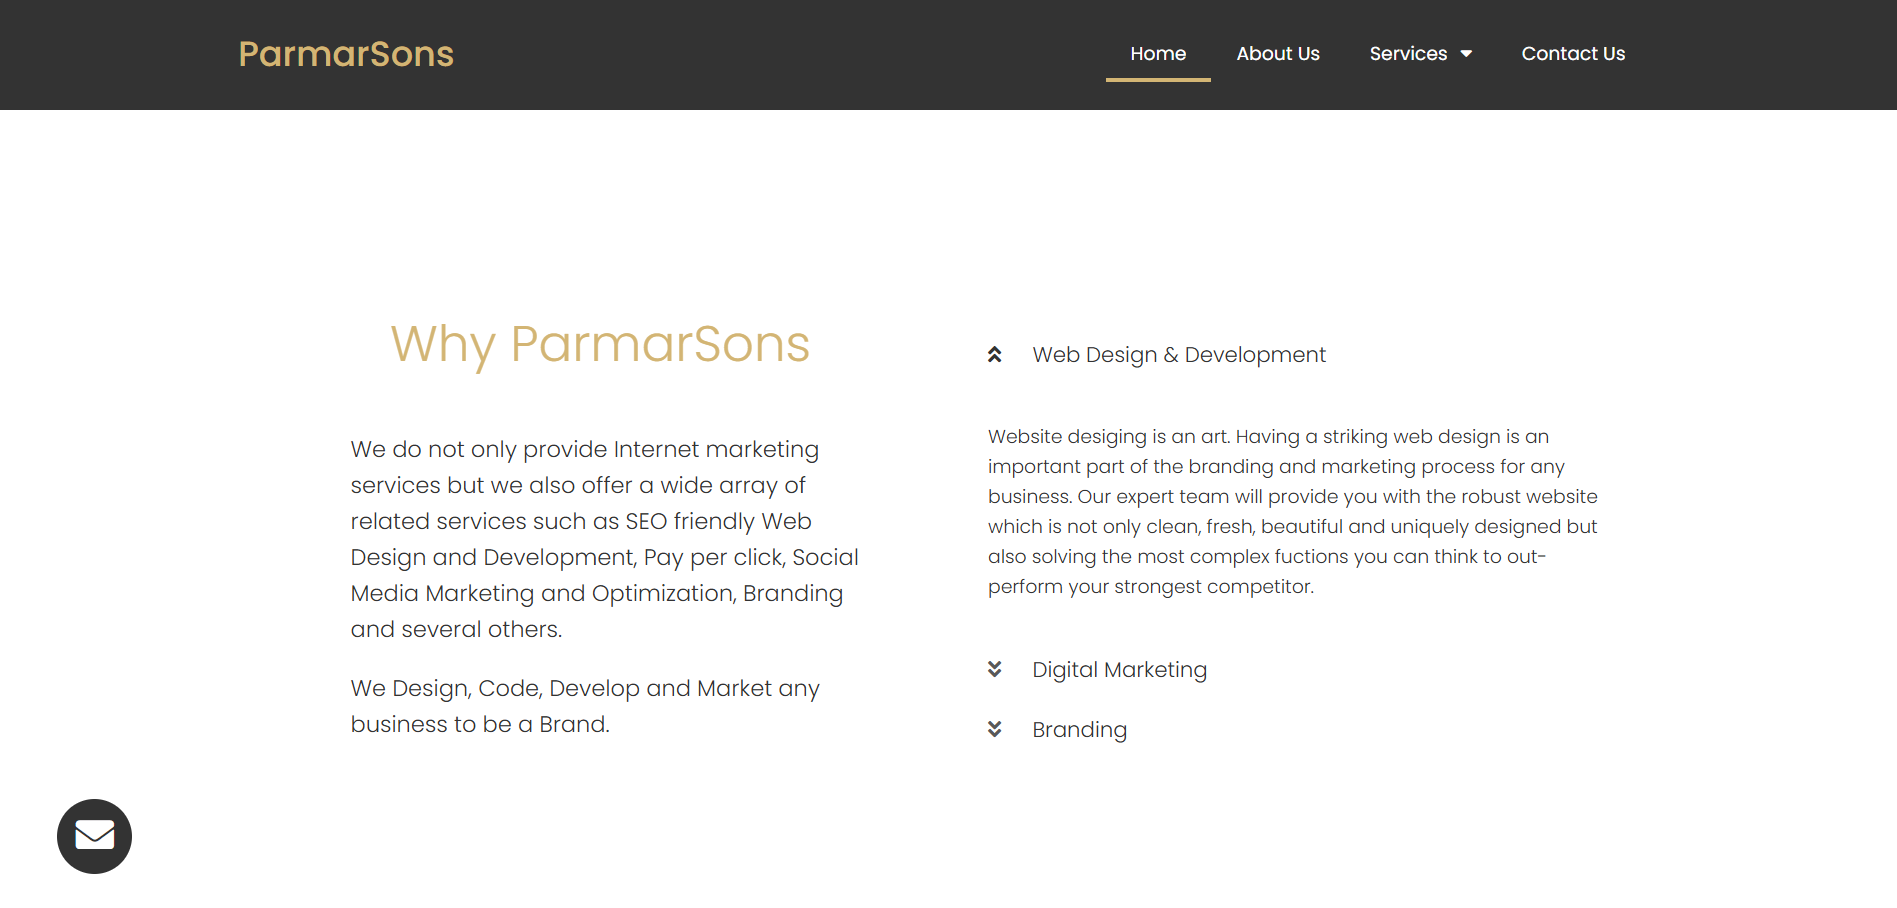 ParmarSons
Home
About Us
Services
Contact Us
Why ParmarSons
We do not only provide Internet marketing
services but we also offer a wide array of
related services such as SEO friendly Web
Design and Development, Pay per click, Social
Media Marketing and Optimization, Branding
and several others.
We Design, Code, Develop and Market any
business to be a Brand.
Web Design & Development
Website desiging is an art. Having a striking web design is an
important part of the branding and marketing process for any
business. Our expert team will provide you with the robust website
which is not only clean, fresh, beautiful and uniquely designed but
also solving the most complex fuctions you can think to out-
perform your strongest competitor.
Digital Marketing
Branding